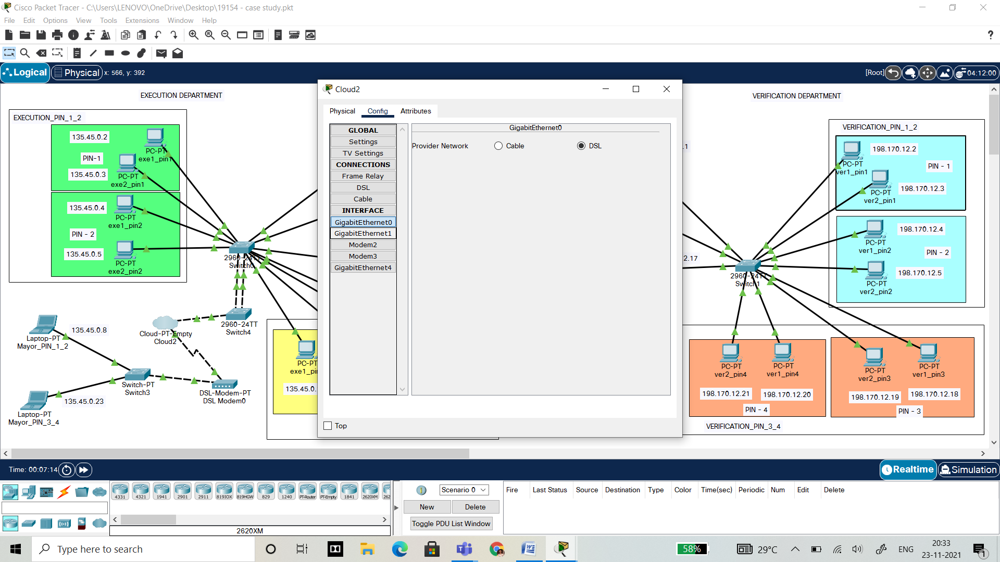 Cisco Packet Tracer - C:\Users\LENOVO\OneDrive\Desktop\19154 - case study.pkt
File Edit Options View Tools Extensions Window Help
?
Logical Physical x: 566, y: 392
[Root] 04:12:00
EXECUTION DEPARTMENT
EXECUTION_PIN_1_2
135.45.0.2
PC-PT
exe1_pin1
PIN-1
135.45.0.3
PC-PT
exe2_pin1
135.45.0.4
PC-PT
exe1_pin2
PIN - 2
135.45.0.5
PC-PT
exe2_pin2
2960-24TT
Switch0
2960-24TT
Switch4
Cloud-PT-Empty
Cloud2
135.45.0.8
Laptop-PT
Mayor_PIN_1_2
Switch-PT
Switch3
DSL-Modem-PT
DSL Modem0
135.45.0.23
Laptop-PT
Mayor_PIN_3_4
PC-PT
exe1_pin
135.45.0.
Cloud2
Physical Config Attributes
GLOBAL
Settings
TV Settings
CONNECTIONS
Frame Relay
DSL
Cable
INTERFACE
GigabitEthernet0
GigabitEthernet1
Modem2
Modem3
GigabitEthernet4
GigabitEthernet0
Provider Network Cable DSL
Top
VERIFICATION DEPARTMENT
.1
2.17
VERIFICATION_PIN_1_2
198.170.12.2
PC-PT
ver1_pin1
PIN - 1
198.170.12.3
PC-PT
ver2_pin1
198.170.12.4
PC-PT
ver1_pin2
PIN - 2
198.170.12.5
PC-PT
ver2_pin2
2960-24TT
Switch1
PC-PT
ver2_pin4
PC-PT
ver1_pin4
198.170.12.21
198.170.12.20
PIN - 4
PC-PT
ver2_pin3
PC-PT
ver1_pin3
198.170.12.19
198.170.12.18
PIN - 3
VERIFICATION_PIN_3_4
Time: 00:07:14
Realtime Simulation
4331 4321 1941 2901 2911 819IOX 819HGW 829 1240 PT-Router PT-Empty 1841 2620XM 262
2620XM
Scenario 0
New Delete
Toggle PDU List Window
Fire Last Status Source Destination Type Color Time(sec) Periodic Num Edit Delete
Type here to search
58%
29°C
ENG
20:33
23-11-2021
1